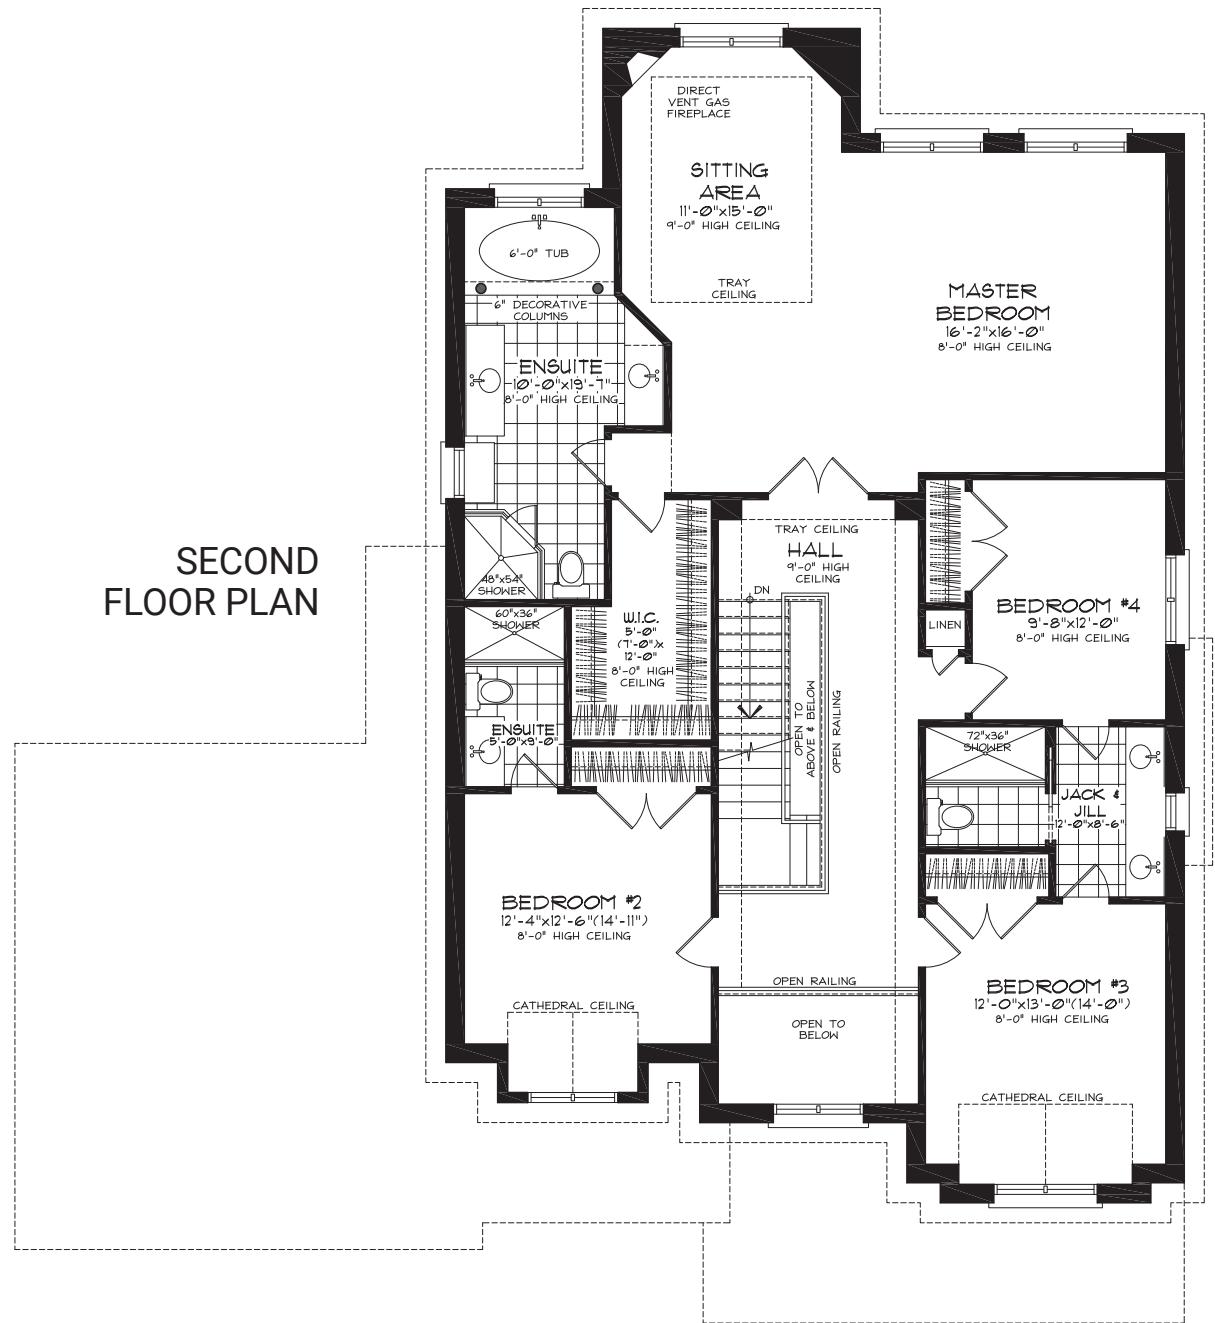 DIRECT
VENT GAS
FIREPLACE
SITTING
AREA
11'-0"x15'-0"
9'-0" HIGH CEILING
TRAY
CEILING
6'-0" TUB
6" DECORATIVE
COLUMNS
ENSUITE
10'-0"x19'-7"
8'-0" HIGH CEILING
MASTER
BEDROOM
16'-2"x16'-0"
8'-0" HIGH CEILING
SECOND
FLOOR PLAN
48"x54"
SHOWER
60"x36"
SHOWER
TRAY CEILING
HALL
9'-0" HIGH
CEILING
DN
W.I.C.
5'-0"
(7'-0")x
12'-0"
8'-0" HIGH
CEILING
LINEN
BEDROOM #4
9'-8"x12'-0"
8'-0" HIGH CEILING
ENSUITE
5'-0"x9'-0"
OPEN TO
ABOVE & BELOW
OPEN RAILING
72"x36"
SHOWER
JACK &
JILL
12'-0"x8'-6"
BEDROOM #2
12'-4"x12'-6"(14'-11")
8'-0" HIGH CEILING
CATHEDRAL CEILING
OPEN RAILING
OPEN TO
BELOW
BEDROOM #3
12'-0"x13'-0"(14'-0")
8'-0" HIGH CEILING
CATHEDRAL CEILING